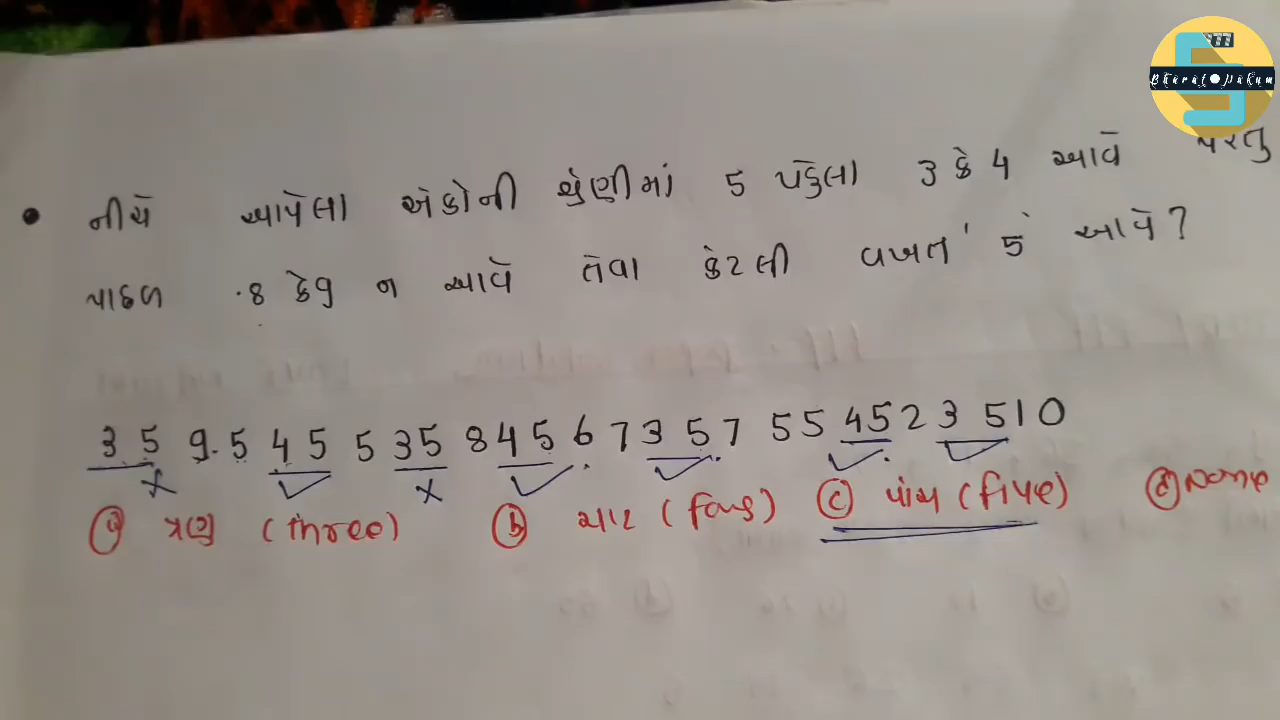 Bharat Opatum
• નીચે આપેલા અંકોની શ્રેણીમાં 5 પહેલા 3 કે 4 આવે પરંતુ
પાછળ 8 કે 9 ન આવે તેવા કેટલી વખત 5 આવે?
3 5 9 5 4 5 5 3 5 8 4 5 6 7 3 5 7 5 5 4 5 2 3 5 1 0
ⓐ ત્રણ (three) ⓑ ચાર (four) ⓒ પાંચ (five) ⓓ None